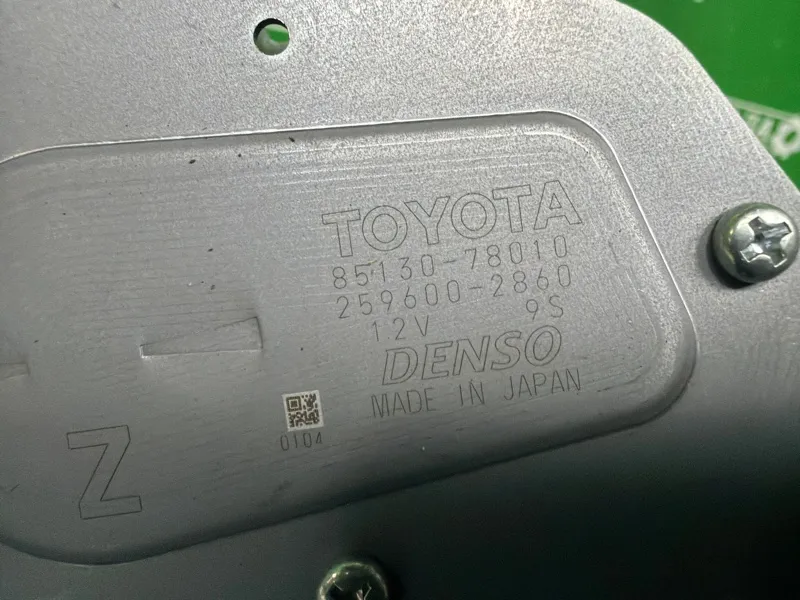 TOYOTA
85130-78010
259600-2860
12V 9S
DENSO
MADE IN JAPAN
0104
Z